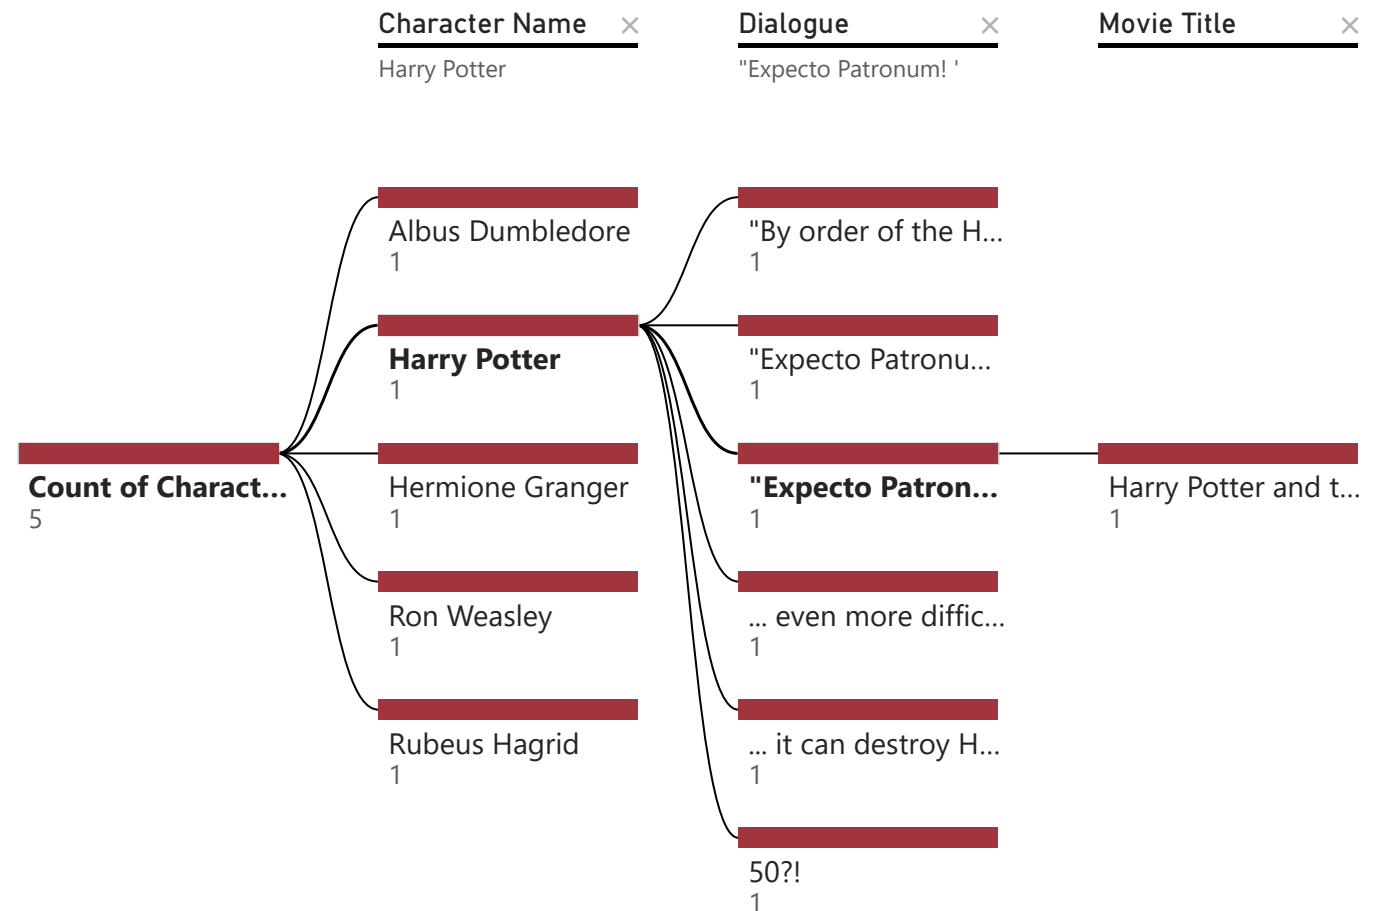 Character Name ×
Dialogue ×
Movie Title ×
Harry Potter
"Expecto Patronum! '
Albus Dumbledore
1
Harry Potter
1
Hermione Granger
1
Ron Weasley
1
Rubeus Hagrid
1
Count of Charact...
5
"By order of the H...
1
"Expecto Patronu...
1
"Expecto Patron...
1
... even more diffic...
1
... it can destroy H...
1
50?!
1
Harry Potter and t...
1